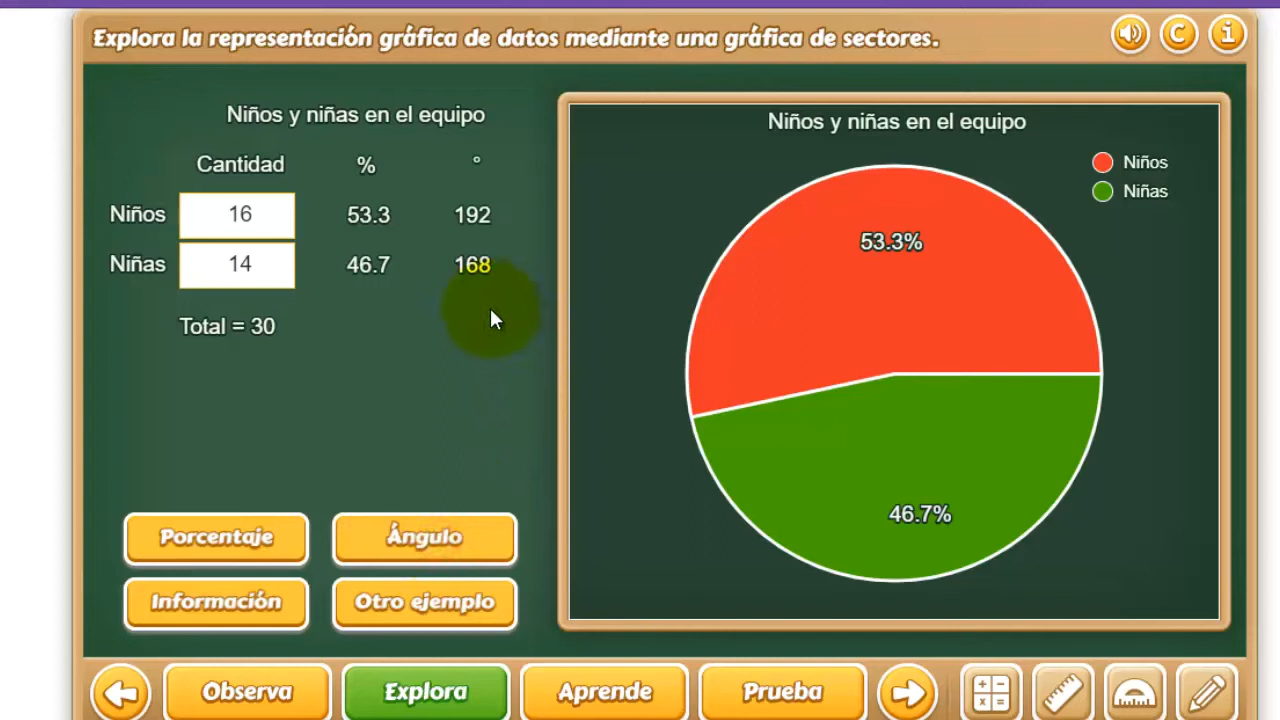 Explora la representación gráfica de datos mediante una gráfica de sectores.
Niños y niñas en el equipo
Cantidad % °
Niños 16 53.3 192
Niñas 14 46.7 168
Total = 30
Porcentaje Ángulo
Información Otro ejemplo
Niños y niñas en el equipo
Niños
Niñas
53.3%
46.7%
Observa Explora Aprende Prueba